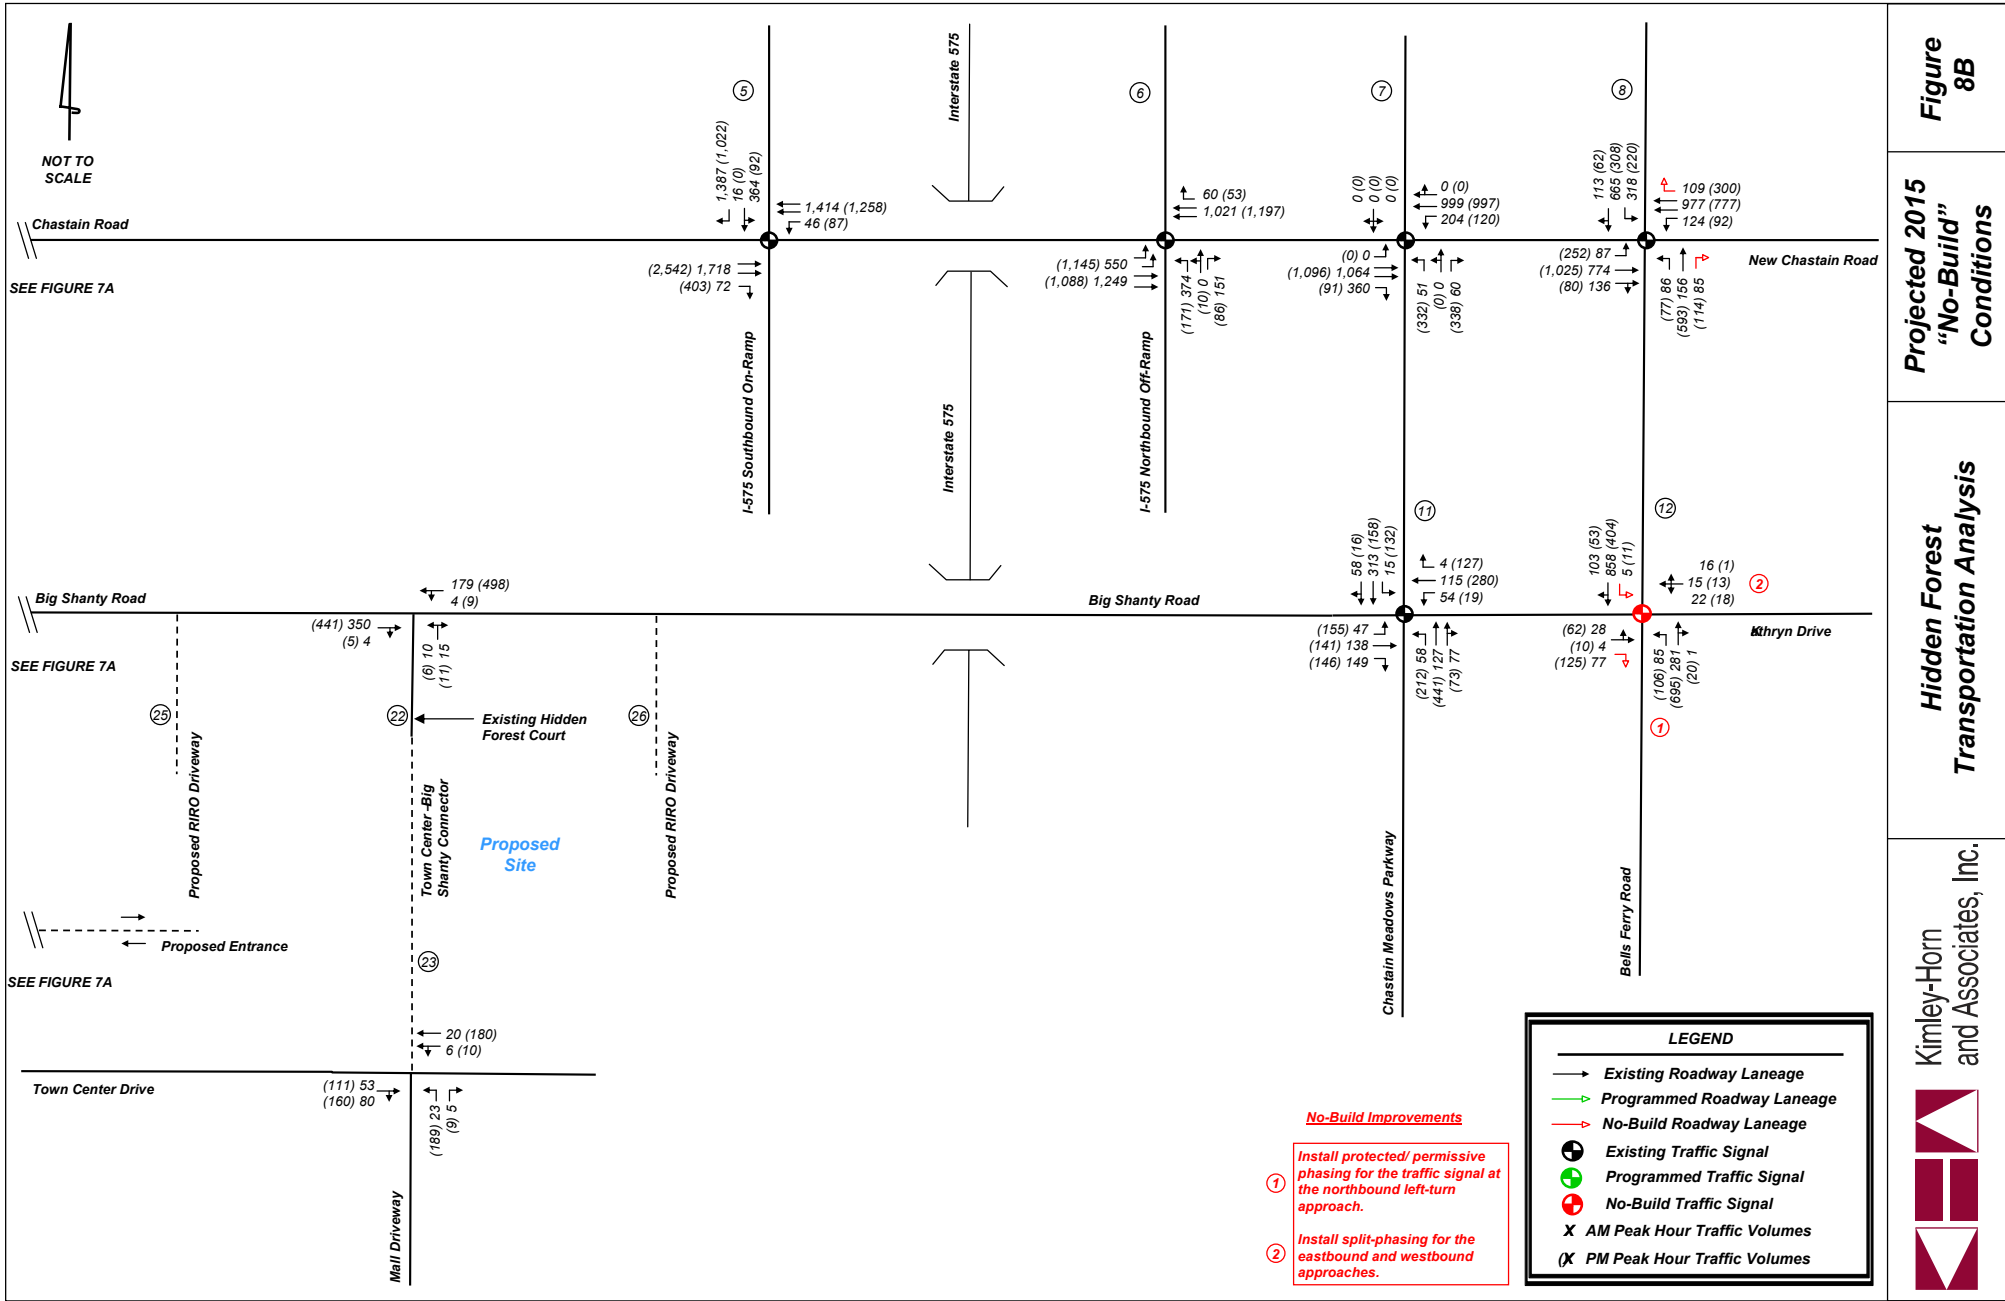 NOT TO
SCALE
5
Interstate 575
6
7
8
1,387 (1,022)
16 (0)
364 (92)
1,414 (1,258)
46 (87)
60 (53)
1,021 (1,197)
0 (0)
0 (0)
0 (0)
0 (0)
999 (997)
204 (120)
113 (62)
665 (308)
318 (220)
109 (300)
977 (777)
124 (92)
Chastain Road
New Chastain Road
SEE FIGURE 7A
(2,542) 1,718
(403) 72
(1,145) 550
(1,088) 1,249
(171) 374
(10) 0
(86) 151
(0) 0
(1,096) 1,064
(91) 360
(332) 51
(0) 0
(338) 60
(252) 87
(1,025) 774
(80) 136
(77) 86
(593) 156
(114) 85
I-575 Southbound On-Ramp
Interstate 575
I-575 Northbound Off-Ramp
11
12
58 (16)
313 (158)
15 (132)
4 (127)
115 (280)
54 (19)
103 (53)
858 (404)
5 (11)
16 (1)
15 (13)
22 (18)
2
179 (498)
4 (9)
Big Shanty Road
Big Shanty Road
Kthryn Drive
(441) 350
(5) 4
(6) 10
(11) 15
SEE FIGURE 7A
(155) 47
(141) 138
(146) 149
(212) 58
(441) 127
(73) 77
(62) 28
(10) 4
(125) 77
(106) 85
(695) 281
(20) 1
1
25
22
Existing Hidden
Forest Court
26
Proposed RIRO Driveway
Town Center -Big
Shanty Connector
Proposed
Site
Proposed RIRO Driveway
Chastain Meadows Parkway
Bells Ferry Road
Proposed Entrance
SEE FIGURE 7A
23
20 (180)
6 (10)
Town Center Drive
(111) 53
(160) 80
(189) 23
(9) 5
Mall Driveway
No-Build Improvements
1
Install protected/ permissive
phasing for the traffic signal at
the northbound left-turn
approach.
2
Install split-phasing for the
eastbound and westbound
approaches.
LEGEND
Existing Roadway Laneage
Programmed Roadway Laneage
No-Build Roadway Laneage
Existing Traffic Signal
Programmed Traffic Signal
No-Build Traffic Signal
X AM Peak Hour Traffic Volumes
(X PM Peak Hour Traffic Volumes
Figure
8B
Projected 2015
“No-Build”
Conditions
Hidden Forest
Transportation Analysis
Kimley-Horn
and Associates, Inc.